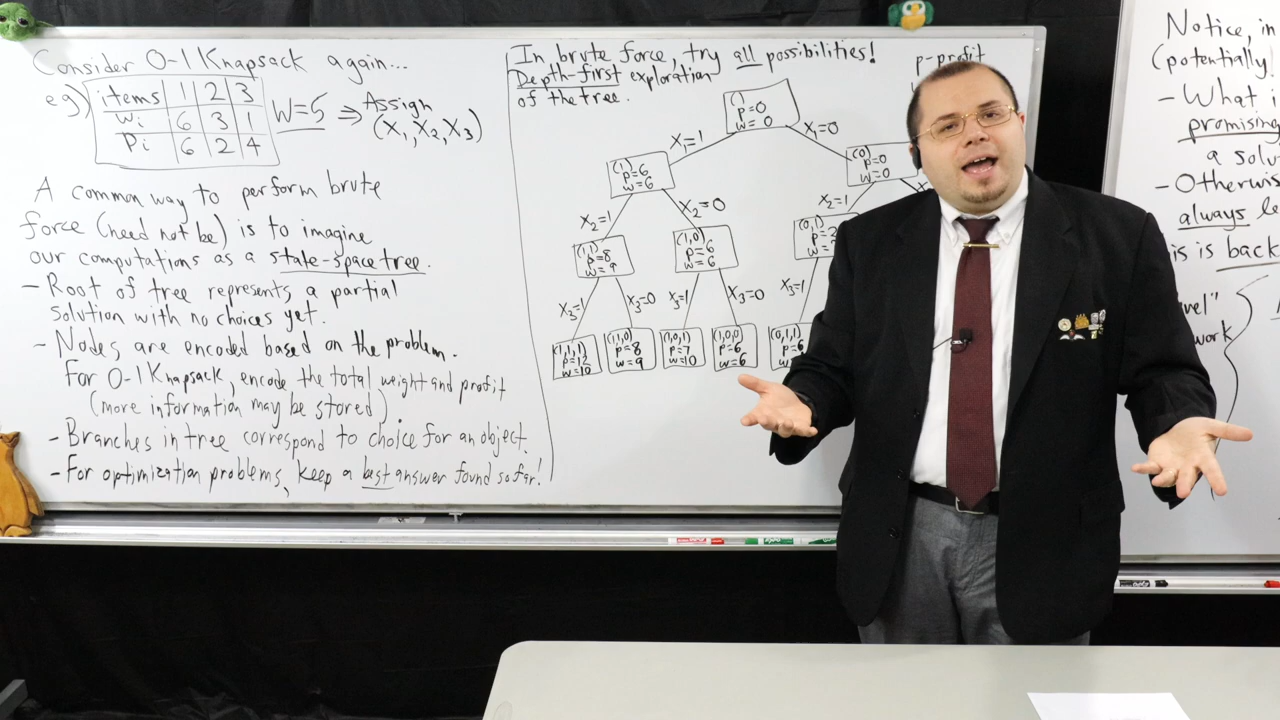 Consider 0-1 Knapsack again...
eg)
items 1 2 3
wi 6 3 1
Pi 6 2 4
W=5 ⇒ Assign
(X1, X2, X3)
A common way to perform brute
force (need not be) is to imagine
our computations as a state-space tree.
- Root of tree represents a partial
solution with no choices yet.
- Nodes are encoded based on the problem.
For 0-1 Knapsack, encode the total weight and profit
(more information may be stored)
- Branches in tree correspond to choice for an object.
- For optimization problems, keep a best answer found so far!
In brute force, try all possibilities!
Depth-first exploration
of the tree.
p-profit
()
P=0
w=0
X1=1
X1=0
(1)
P=6
w=6
(0)
P=0
w=0
X2=1
X2=0
X2=1
(1,1)
P=8
w=9
(1,0)
P=6
w=6
X3=1
X3=0
X3=1
X3=0
X3=1
(1,1,1)
P=12
w=10
(1,1,0)
P=8
w=9
(1,0,1)
w=10
(1,0,0)
P=6
w=6
(0,1,1)
P=6
Notice, in
(potentially!
- What i
promising
a solu
- Otherwis
always
is is back
vel"
work